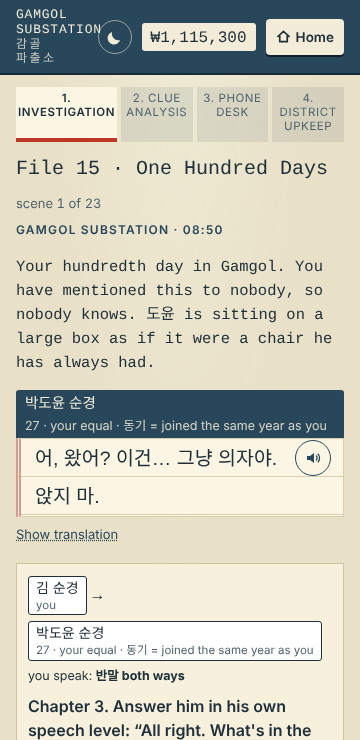 GAMGOL
SUBSTATION
감골
파출소
₩1,115,300
Home
1.
INVESTIGATION
2. CLUE
ANALYSIS
3. PHONE
DESK
4.
DISTRICT
UPKEEP
File 15 · One Hundred Days
scene 1 of 23
GAMGOL SUBSTATION · 08:50
Your hundredth day in Gamgol. You
have mentioned this to nobody, so
nobody knows. 도윤 is sitting on a
large box as if it were a chair he
has always had.
박도윤 순경
27 · your equal · 동기 = joined the same year as you
어, 왔어? 이건… 그냥 의자야.
앉지 마.
Show translation
김 순경
you
→
박도윤 순경
27 · your equal · 동기 = joined the same year as you
you speak: 반말 both ways
Chapter 3. Answer him in his own
speech level: “All right. What's in the